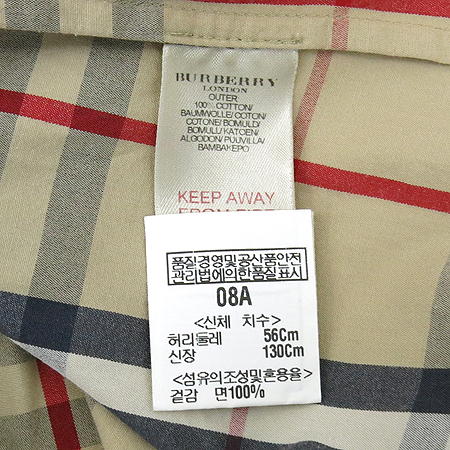 BURBERRY
LONDON
OUTER
100% COTTON/
BAUMWOLLE/COTON/
COTONE/BOMULD/
BOMULL/KATOEN/
ALGODON/PUUVILLA/
BAMBAKEPO
KEEP AWAY
FROM FIRE
품질경영및공산품안전
관리법에의한품질표시
08A
<신체 치수>
허리둘레 56Cm
신장 130Cm
<섬유의조성및혼용율>
겉감 면100%